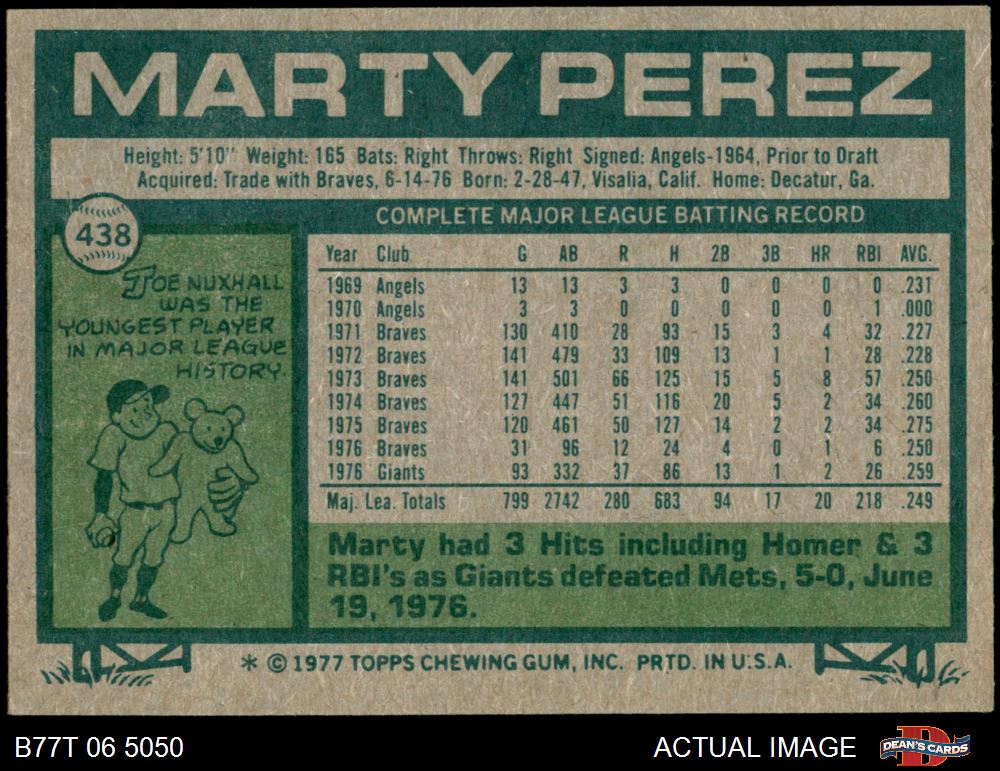 MARTY PEREZ
Height: 5'10" Weight: 165 Bats: Right Throws: Right Signed: Angels-1964, Prior to Draft
Acquired: Trade with Braves, 6-14-76 Born: 2-28-47, Visalia, Calif. Home: Decatur, Ga.
438
JOE NUXHALL
WAS THE
YOUNGEST PLAYER
IN MAJOR LEAGUE
HISTORY.
COMPLETE MAJOR LEAGUE BATTING RECORD
Year Club G AB R H 2B 3B HR RBI AVG.
1969 Angels 13 13 3 3 0 0 0 0 .231
1970 Angels 3 3 0 0 0 0 0 1 .000
1971 Braves 130 410 28 93 15 3 4 32 .227
1972 Braves 141 479 33 109 13 1 1 28 .228
1973 Braves 141 501 66 125 15 5 8 57 .250
1974 Braves 127 447 51 116 20 5 2 34 .260
1975 Braves 120 461 50 127 14 2 2 34 .275
1976 Braves 31 96 12 24 4 0 1 6 .250
1976 Giants 93 332 37 86 13 1 2 26 .259
Maj. Lea. Totals 799 2742 280 683 94 17 20 218 .249
Marty had 3 Hits including Homer & 3
RBI's as Giants defeated Mets, 5-0, June
19, 1976.
* © 1977 TOPPS CHEWING GUM, INC. PRTD. IN U.S.A.
B77T 06 5050
ACTUAL IMAGE
DEAN'S CARDS